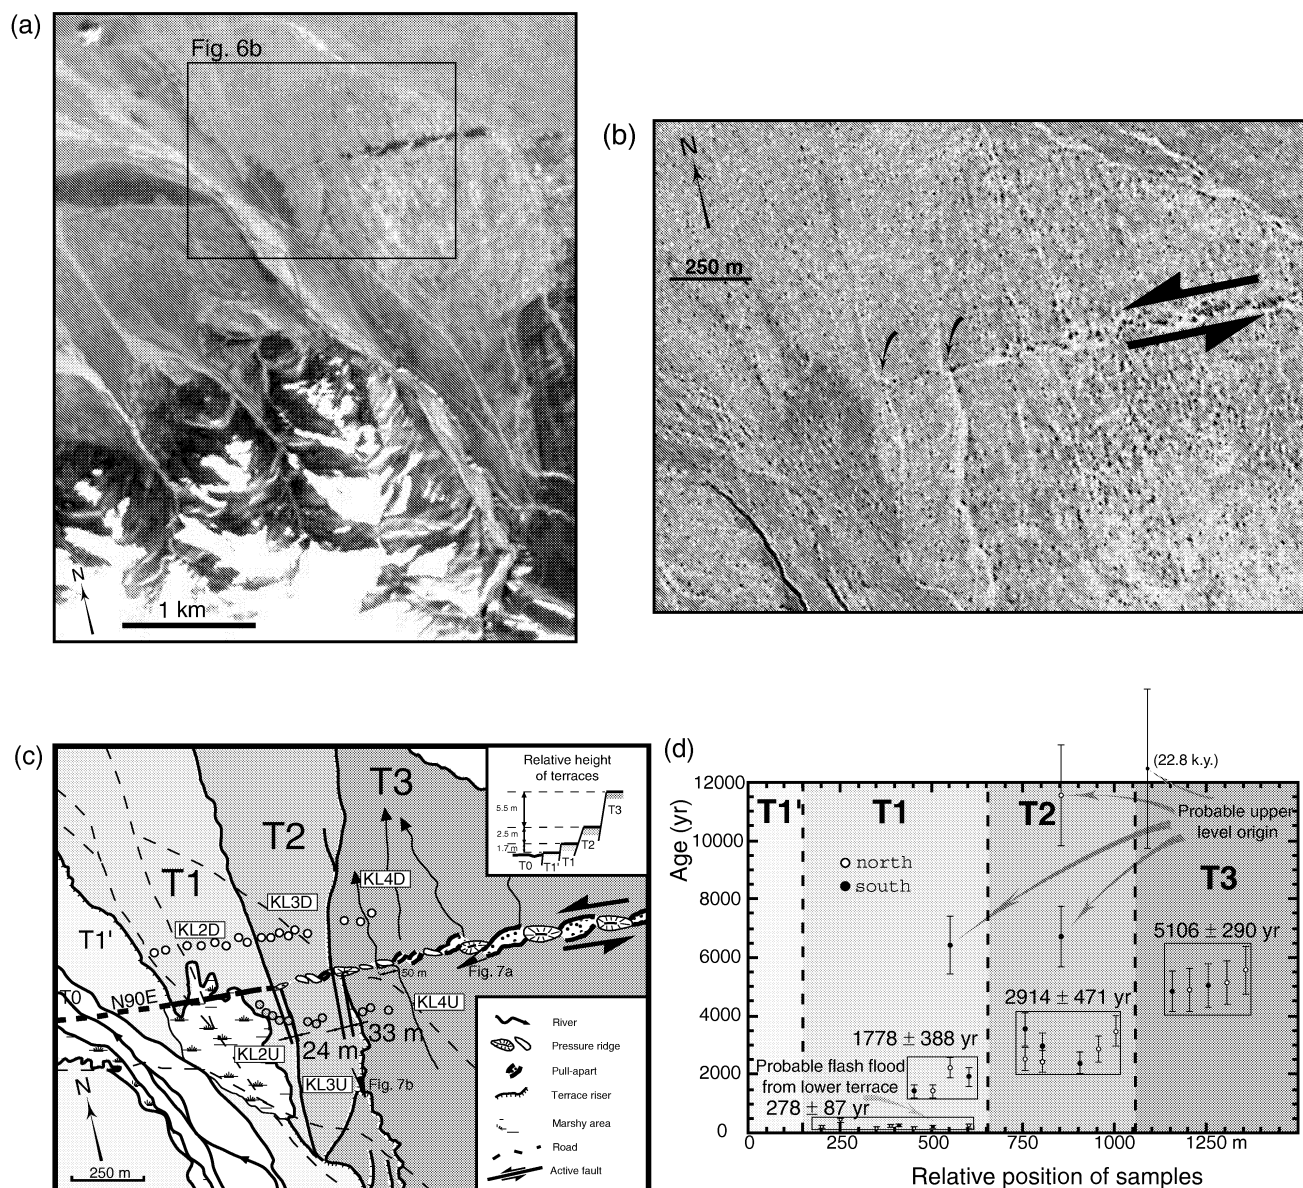 (a)
Fig. 6b
N
1 km
(b)
N
250 m
(c)
T3
T2
T1
T1'
T0
KL4D
KL3D
KL2D
N90E
50 m
Fig. 7a
KL4U
33 m
24 m
KL2U
KL3U
Fig. 7b
N
250 m
Relative height
of terraces
5.5 m
2.5 m
1.7 m
T3
T2
T1
T1'
T0
River
Pressure ridge
Pull-apart
Terrace riser
Marshy area
Road
Active fault
(d)
(22.8 k.y.)
12000
10000
8000
6000
4000
2000
0
Age (yr)
T1'
T1
T2
T3
north
south
Probable upper
level origin
5106 ± 290 yr
2914 ± 471 yr
1778 ± 388 yr
Probable flash flood
from lower terrace
278 ± 87 yr
250
500
750
1000
1250 m
Relative position of samples